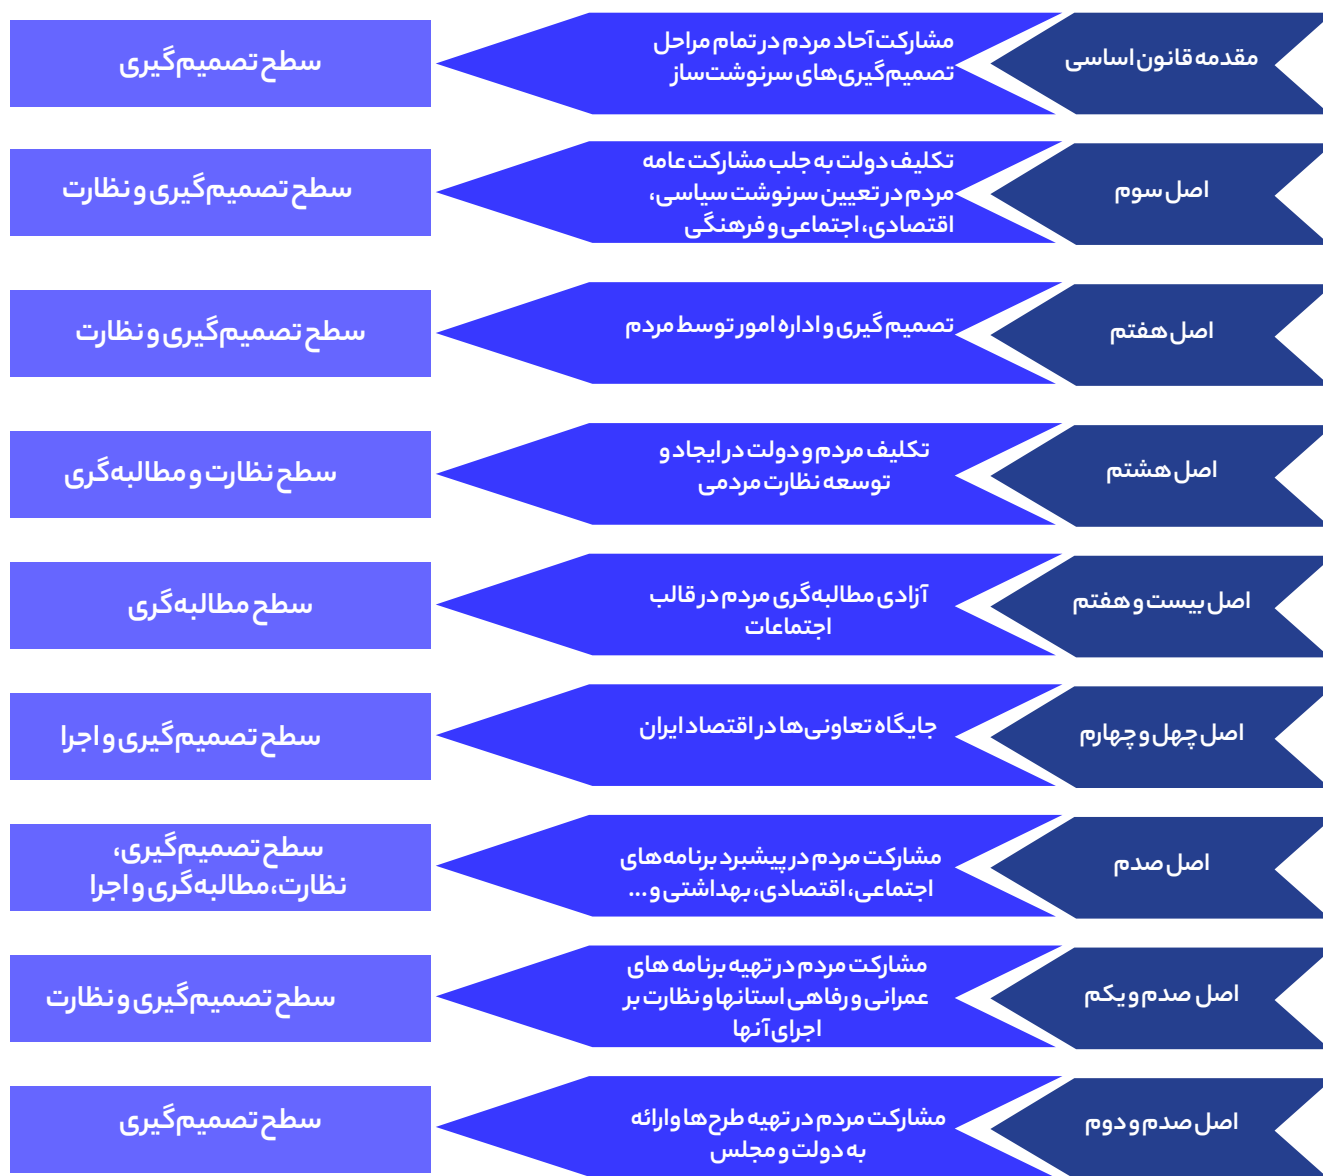 مقدمه قانون اساسی
مشارکت آحاد مردم در تمام مراحل
تصمیم‌گیری‌های سرنوشت‌ساز
سطح تصمیم‌گیری
اصل سوم
تکلیف دولت به جلب مشارکت عامه
مردم در تعیین سرنوشت سیاسی،
اقتصادی، اجتماعی و فرهنگی
سطح تصمیم‌گیری و نظارت
اصل هفتم
تصمیم گیری و اداره امور توسط مردم
سطح تصمیم‌گیری و نظارت
اصل هشتم
تکلیف مردم و دولت در ایجاد و
توسعه نظارت مردمی
سطح نظارت و مطالبه‌گری
اصل بیست و هفتم
آزادی مطالبه‌گری مردم در قالب
اجتماعات
سطح مطالبه‌گری
اصل چهل و چهارم
جایگاه تعاونی‌ها در اقتصاد ایران
سطح تصمیم‌گیری و اجرا
اصل صدم
مشارکت مردم در پیشبرد برنامه‌های
اجتماعی، اقتصادی، بهداشتی و ...
سطح تصمیم‌گیری،
نظارت،مطالبه‌گری و اجرا
اصل صدم و یکم
مشارکت مردم در تهیه برنامه های
عمرانی و رفاهی استانها و نظارت بر
اجرای آنها
سطح تصمیم‌گیری و نظارت
اصل صدم و دوم
مشارکت مردم در تهیه طرح‌ها وارائه
به دولت و مجلس
سطح تصمیم‌گیری